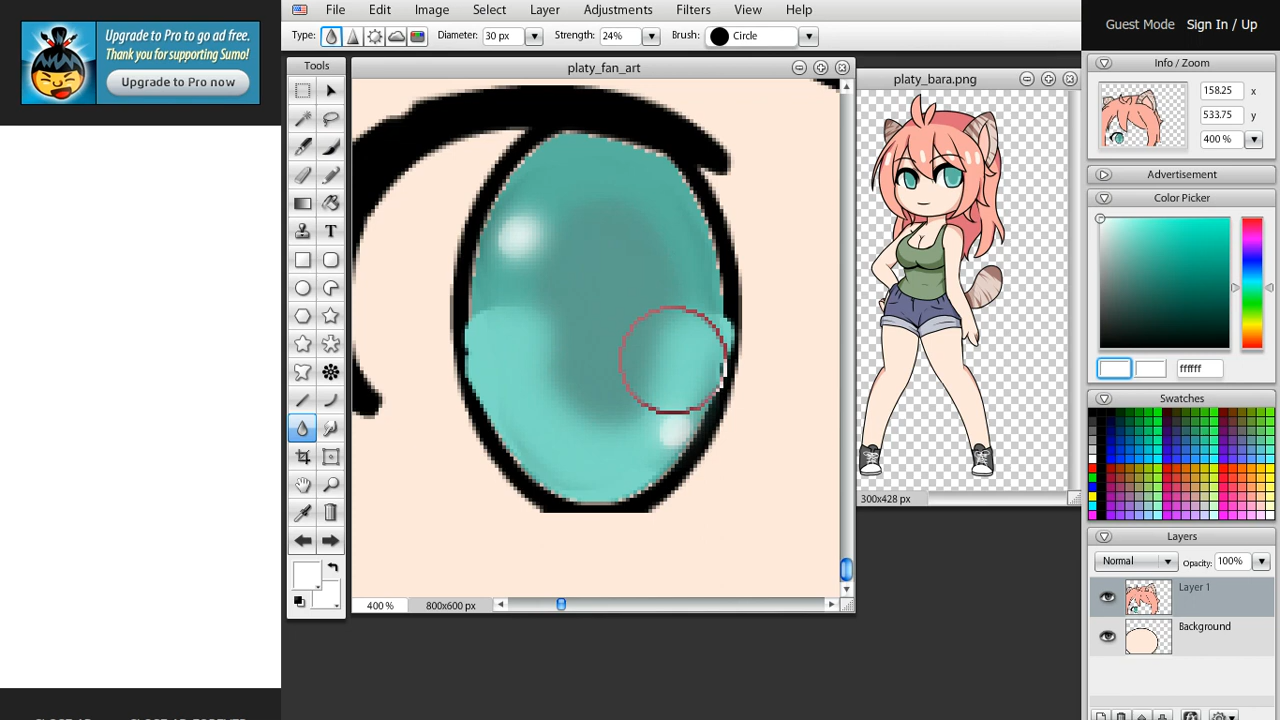 Upgrade to Pro to go ad free.
Thank you for supporting Sumo!
Upgrade to Pro now
File Edit Image Select Layer Adjustments Filters View Help
Type: Diameter: 30 px Strength: 24% Brush: Circle
Guest Mode Sign In / Up
Tools
platy_fan_art
platy_bara.png
Info / Zoom
158.25 x
533.75 y
400 %
Advertisement
Color Picker
ffffff
Swatches
300x428 px
Layers
Normal Opacity: 100%
Layer 1
Background
T
400 % 800x600 px